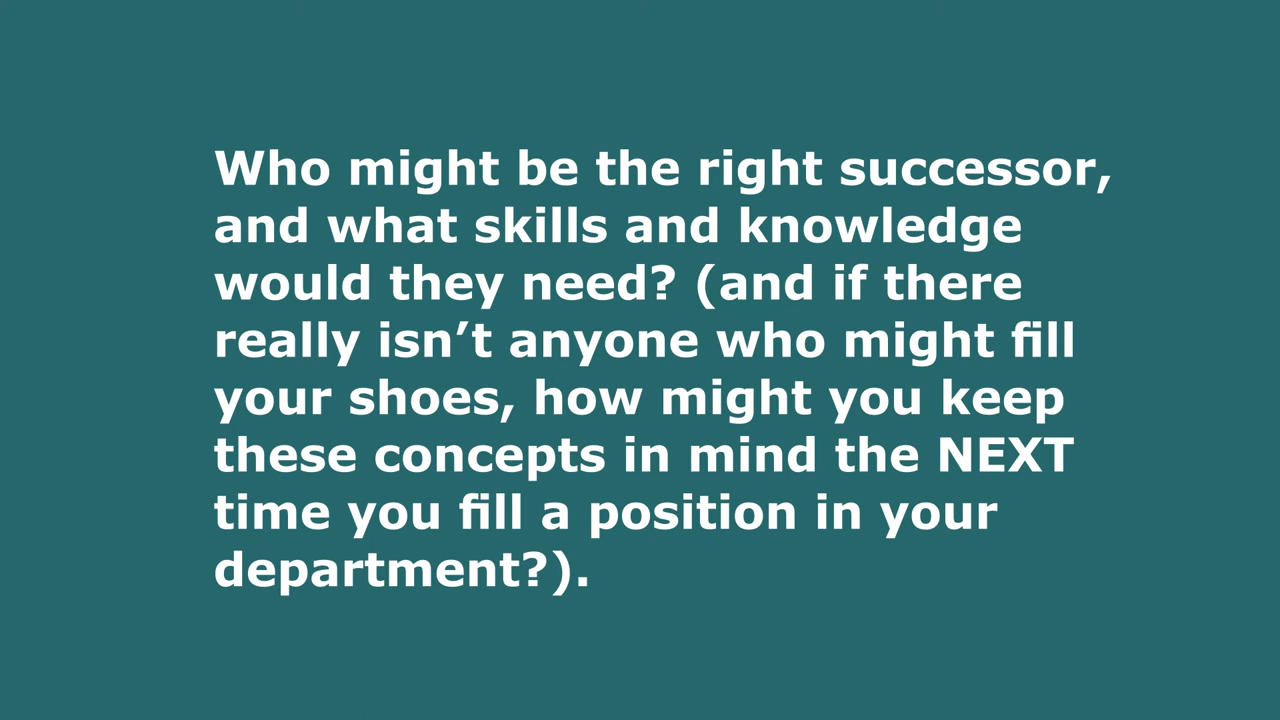 Who might be the right successor,
and what skills and knowledge
would they need? (and if there
really isn’t anyone who might fill
your shoes, how might you keep
these concepts in mind the NEXT
time you fill a position in your
department?).